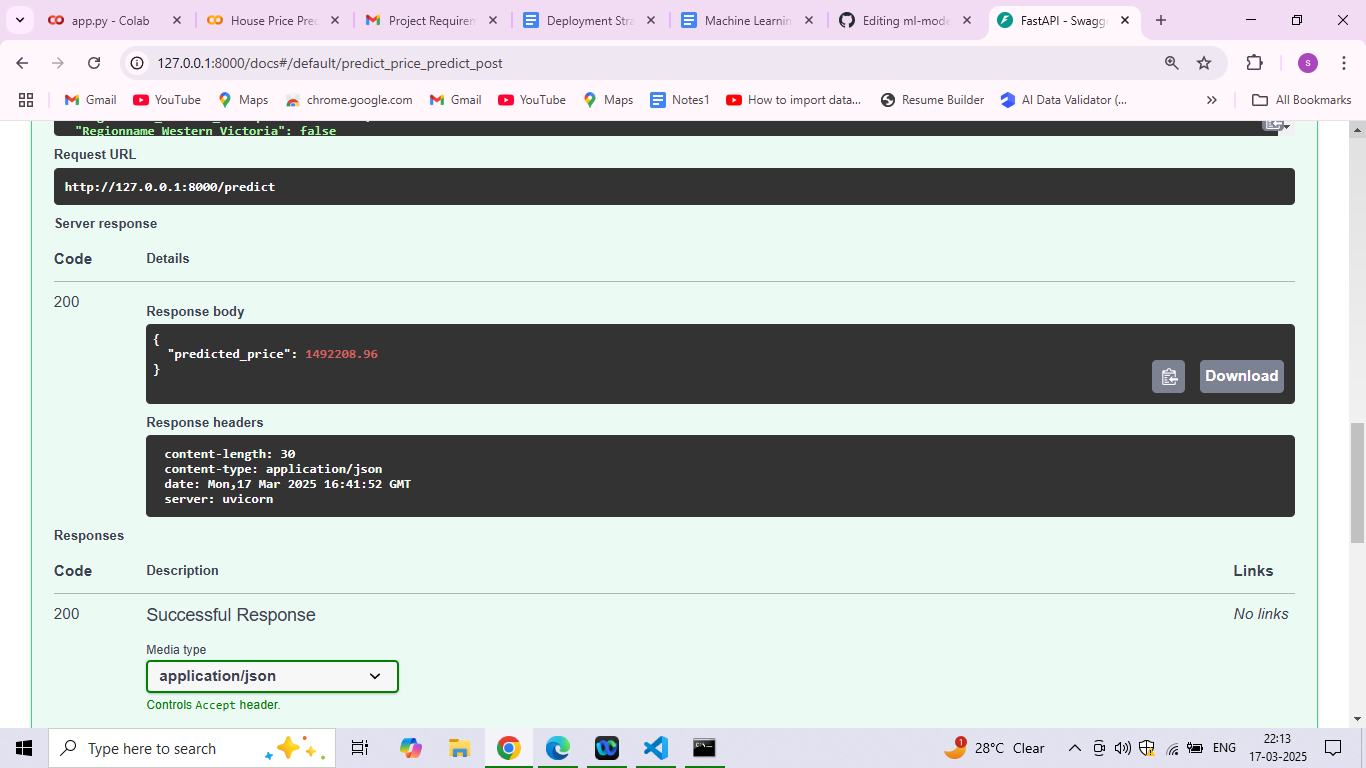 app.py - Colab
House Price Pred
Project Requirem
Deployment Stra
Machine Learnin
Editing ml-mode
FastAPI - Swagge
127.0.0.1:8000/docs#/default/predict_price_predict_post
S
Gmail
YouTube
Maps
chrome.google.com
Gmail
YouTube
Maps
Notes1
How to import data...
Resume Builder
AI Data Validator (...
All Bookmarks
"Regionname_Western Victoria": false
Request URL
http://127.0.0.1:8000/predict
Server response
Code Details
200
Response body
{
"predicted_price": 1492208.96
}
Download
Response headers
content-length: 30
content-type: application/json
date: Mon,17 Mar 2025 16:41:52 GMT
server: uvicorn
Responses
Code Description Links
200 Successful Response No links
Media type
application/json
Controls Accept header.
Type here to search
1
28°C Clear
ENG
22:13
17-03-2025